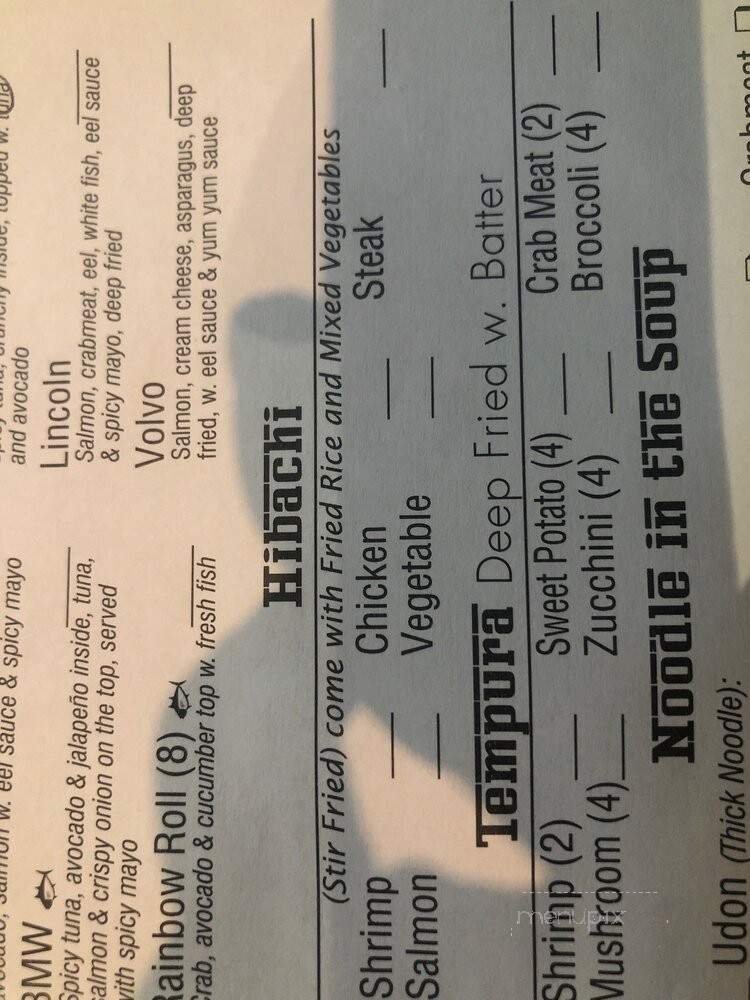 avocado, salmon w. eel sauce & spicy mayo
BMW
Spicy tuna, avocado & jalapeño inside, tuna,
salmon & crispy onion on the top, served
with spicy mayo
Rainbow Roll (8)
Crab, avocado & cucumber top w. fresh fish
inside, topped w. tuna
and avocado
Lincoln
Salmon, crabmeat, eel, white fish, eel sauce
& spicy mayo, deep fried
Volvo
Salmon, cream cheese, asparagus, deep
fried, w. eel sauce & yum yum sauce
Hibachi
(Stir Fried) come with Fried Rice and Mixed Vegetables
Shrimp Chicken Steak
Salmon Vegetable
Tempura Deep Fried w. Batter
Shrimp (2) Sweet Potato (4) Crab Meat (2)
Mushroom (4) Zucchini (4) Broccoli (4)
Noodle in the Soup
Udon (Thick Noodle):
Crabmeat
menupix